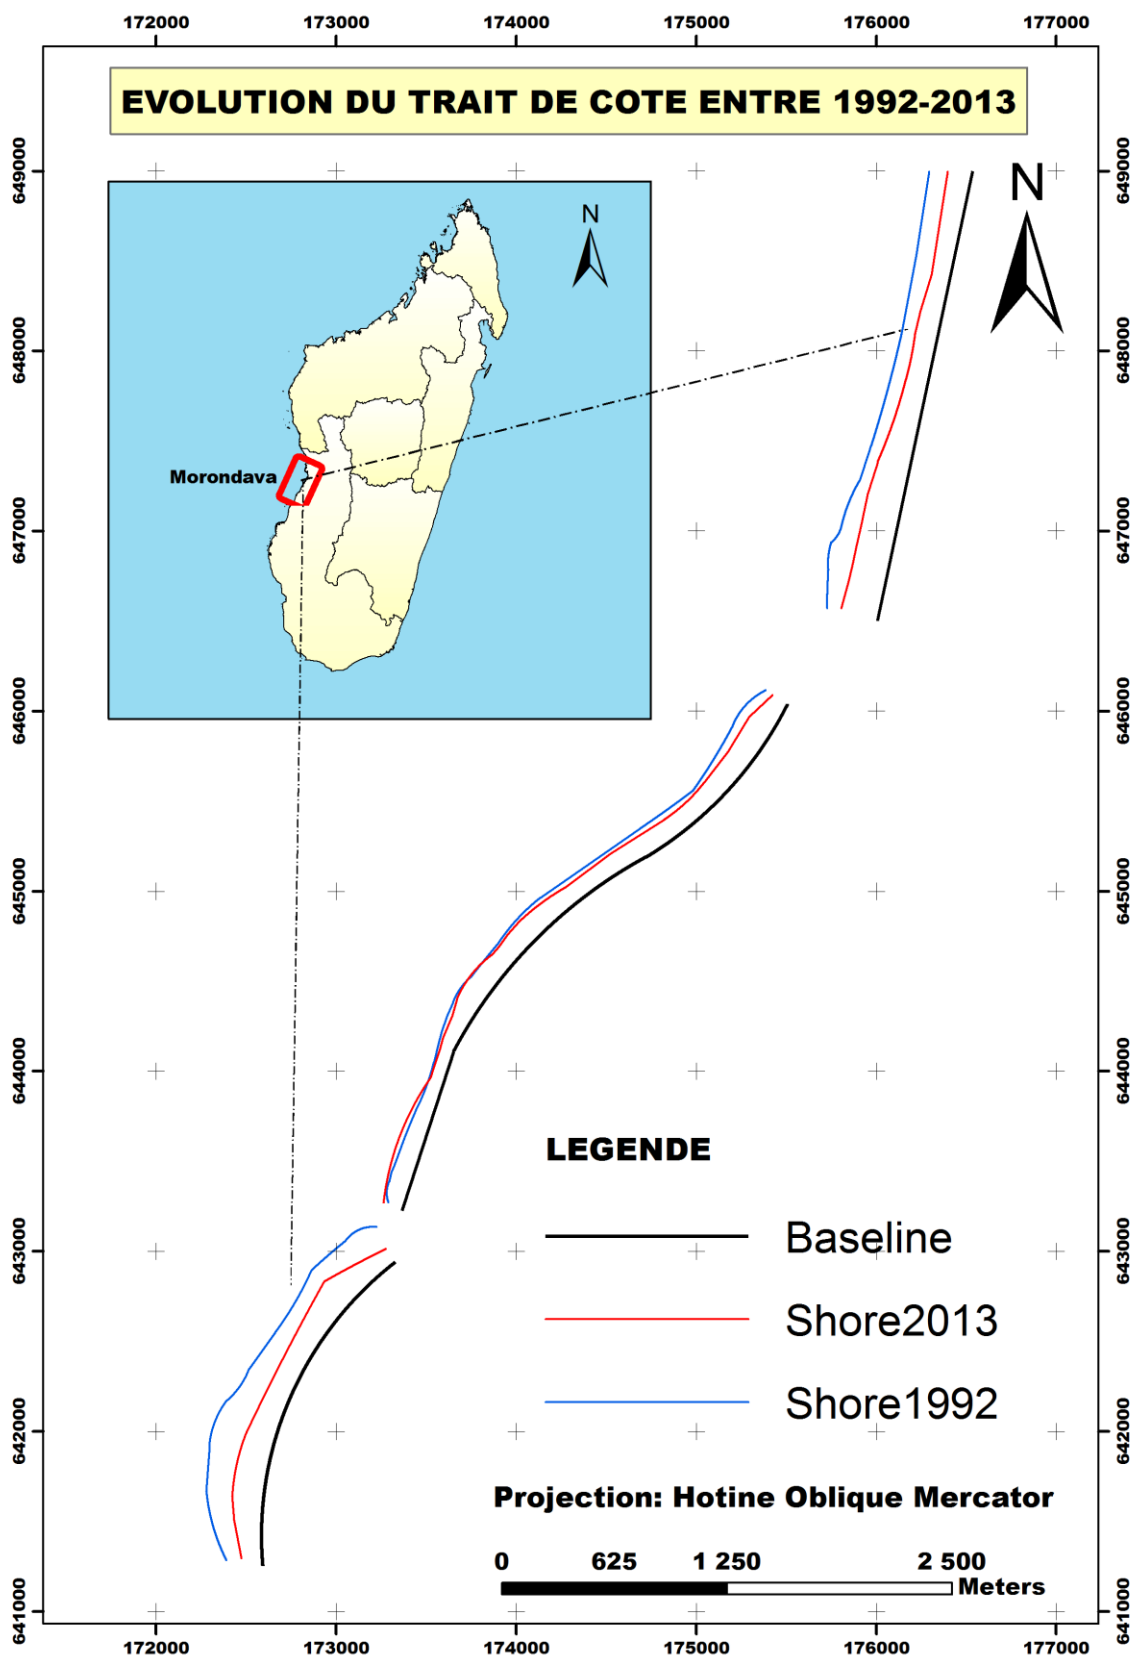 172000 173000 174000 175000 176000 177000
EVOLUTION DU TRAIT DE COTE ENTRE 1992-2013
649000 649000
N
N
648000 648000
Morondava
647000 647000
646000 646000
645000 645000
644000 644000
LEGENDE
643000 643000
Baseline
Shore2013
Shore1992
642000 642000
Projection: Hotine Oblique Mercator
0 625 1 250 2 500
Meters
641000 641000
172000 173000 174000 175000 176000 177000